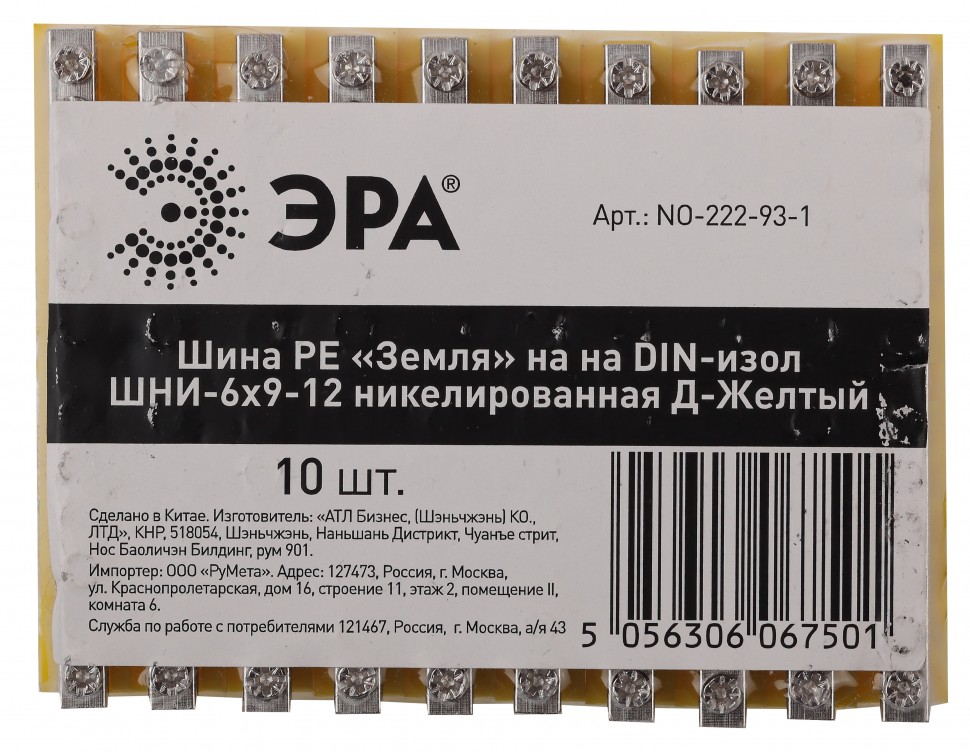 ЭРА®
Арт.: NO-222-93-1
Шина PE «Земля» на на DIN-изол
ШНИ-6х9-12 никелированная Д-Желтый
10 шт.
Сделано в Китае. Изготовитель: «АТЛ Бизнес, (Шэньчжэнь) КО.,
ЛТД», КНР, 518054, Шэньчжэнь, Наньшань Дистрикт, Чуанъе стрит,
Нос Баоличэн Билдинг, рум 901.
Импортер: ООО «РуМета». Адрес: 127473, Россия, г. Москва,
ул. Краснопролетарская, дом 16, строение 11, этаж 2, помещение II,
комната 6.
Служба по работе с потребителями 121467, Россия, г. Москва, а/я 43
5 056306 067501